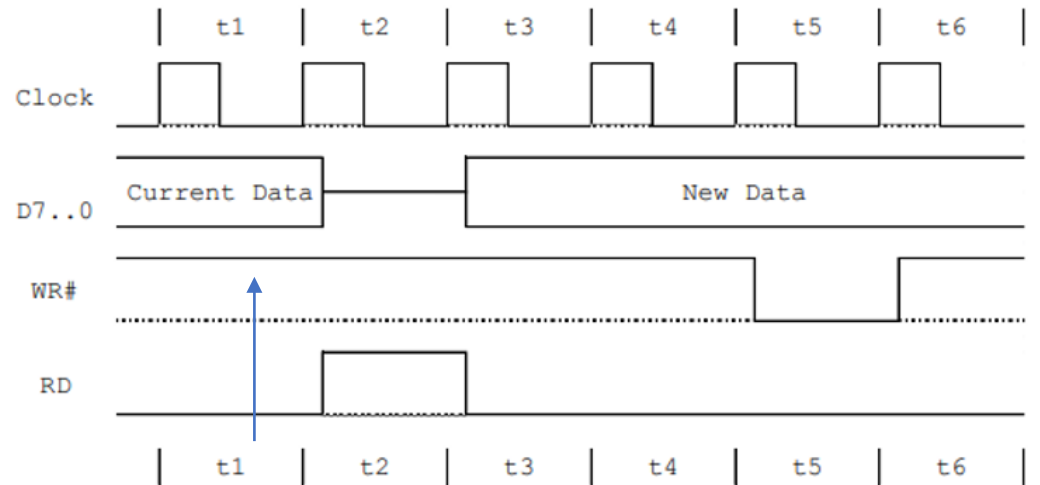 t1 t2 t3 t4 t5 t6
Clock
Current Data New Data
D7..0
WR#
RD
t1 t2 t3 t4 t5 t6